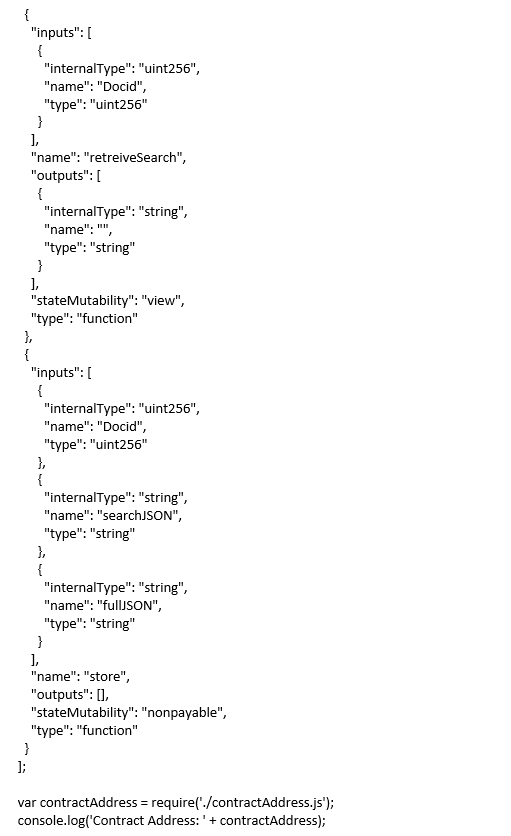 {
"inputs": [
{
"internalType": "uint256",
"name": "Docid",
"type": "uint256"
}
],
"name": "retreiveSearch",
"outputs": [
{
"internalType": "string",
"name": "",
"type": "string"
}
],
"stateMutability": "view",
"type": "function"
},
{
"inputs": [
{
"internalType": "uint256",
"name": "Docid",
"type": "uint256"
},
{
"internalType": "string",
"name": "searchJSON",
"type": "string"
},
{
"internalType": "string",
"name": "fullJSON",
"type": "string"
}
],
"name": "store",
"outputs": [],
"stateMutability": "nonpayable",
"type": "function"
}
];
var contractAddress = require('./contractAddress.js');
console.log('Contract Address: ' + contractAddress);